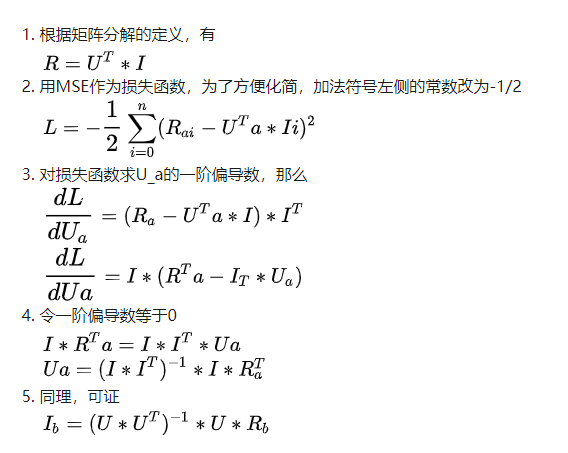 1. 根据矩阵分解的定义，有
R = U^T * I
2. 用MSE作为损失函数，为了方便化简，加法符号左侧的常数改为-1/2
L = -\frac{1}{2} \sum_{i=0}^{n} (R_{ai} - U^T a * Ii)^2
3. 对损失函数求U_a的一阶偏导数，那么
\frac{dL}{dU_a} = (R_a - U^T a * I) * I^T
\frac{dL}{dUa} = I * (R^T a - I_T * U_a)
4. 令一阶偏导数等于0
I * R^T a = I * I^T * Ua
Ua = (I * I^T)^{-1} * I * R_a^T
5. 同理，可证
I_b = (U * U^T)^{-1} * U * R_b